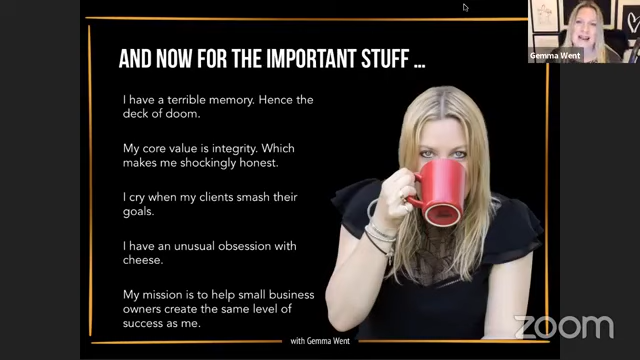 AND NOW FOR THE IMPORTANT STUFF ...
Gemma Went
I have a terrible memory. Hence the
deck of doom.
My core value is integrity. Which
makes me shockingly honest.
I cry when my clients smash their
goals.
I have an unusual obsession with
cheese.
My mission is to help small business
owners create the same level of
success as me.
with Gemma Went
zoom